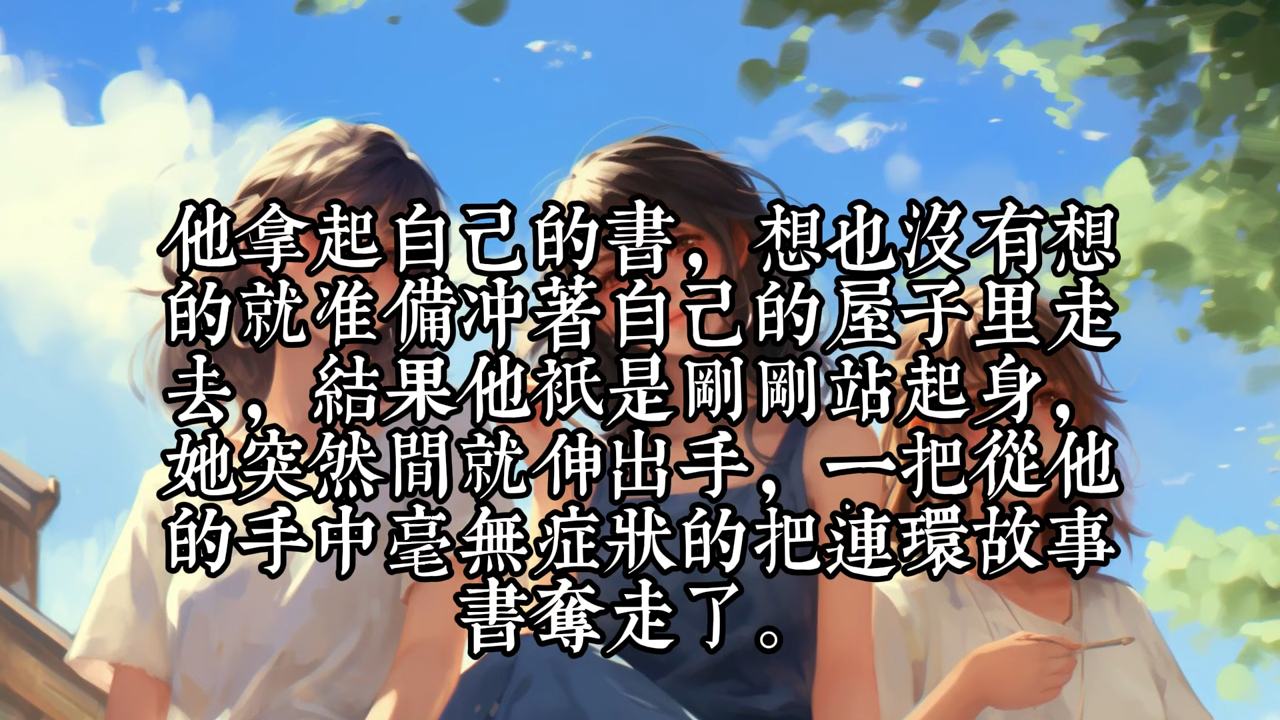 他拿起自己的書，想也沒有想
的就准備冲著自己的屋子里走
去，結果他衹是剛剛站起身，
她突然間就伸出手，一把從他
的手中毫無症狀的把連環故事
書奪走了。